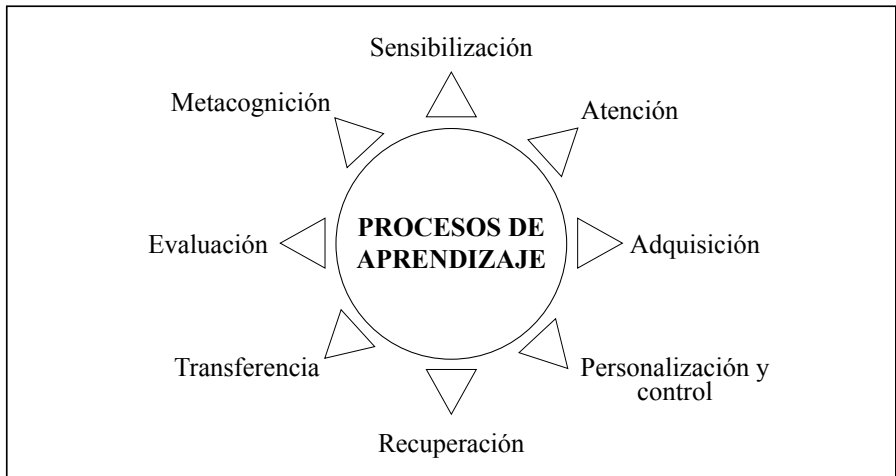 Sensibilización
Metacognición
Atención
PROCESOS DE
APRENDIZAJE
Evaluación
Adquisición
Transferencia
Personalización y
control
Recuperación